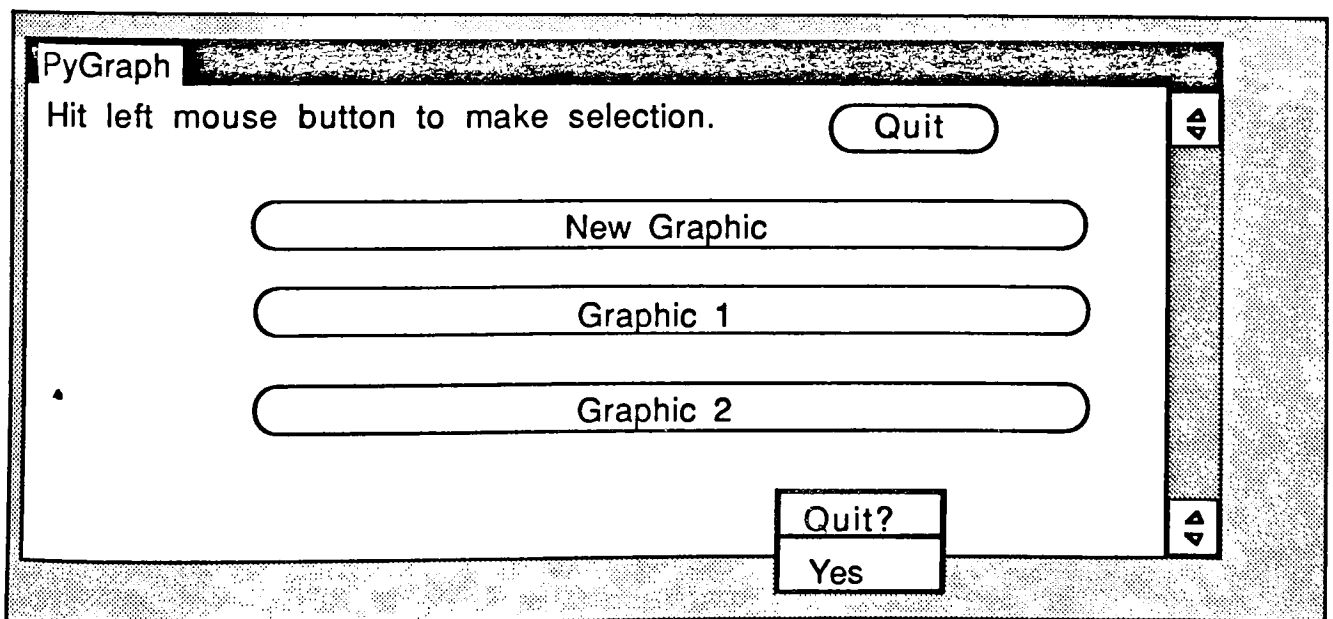 PyGraph
Hit left mouse button to make selection.
Quit
New Graphic
Graphic 1
Graphic 2
Quit?
Yes